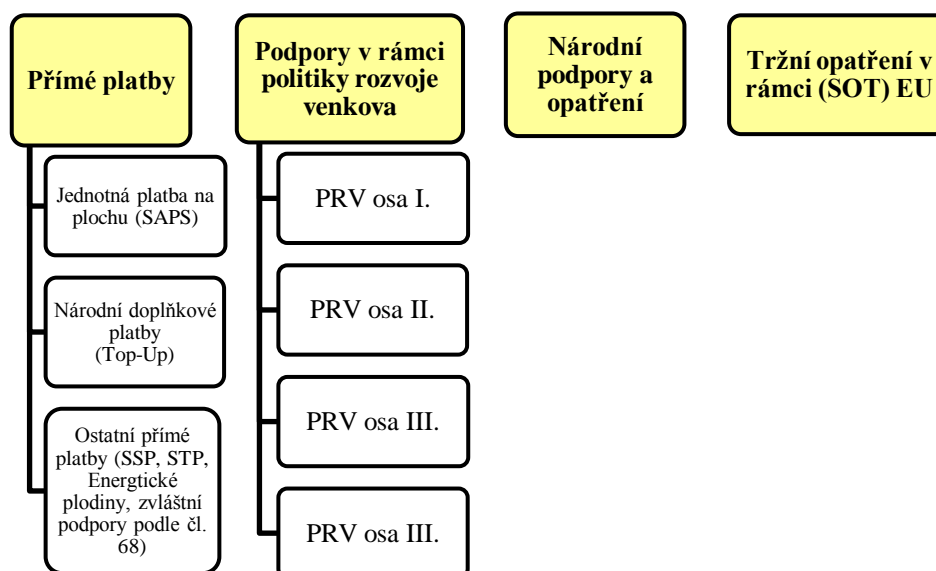 Přímé platby
Jednotná platba na
plochu (SAPS)
Národní doplňkové
platby
(Top-Up)
Ostatní přímé
platby (SSP, STP,
Energtické
plodiny, zvláštní
podpory podle čl.
68)
Podpory v rámci
politiky rozvoje
venkova
PRV osa I.
PRV osa II.
PRV osa III.
PRV osa III.
Národní
podpory a
opatření
Tržní opatření v
rámci (SOT) EU